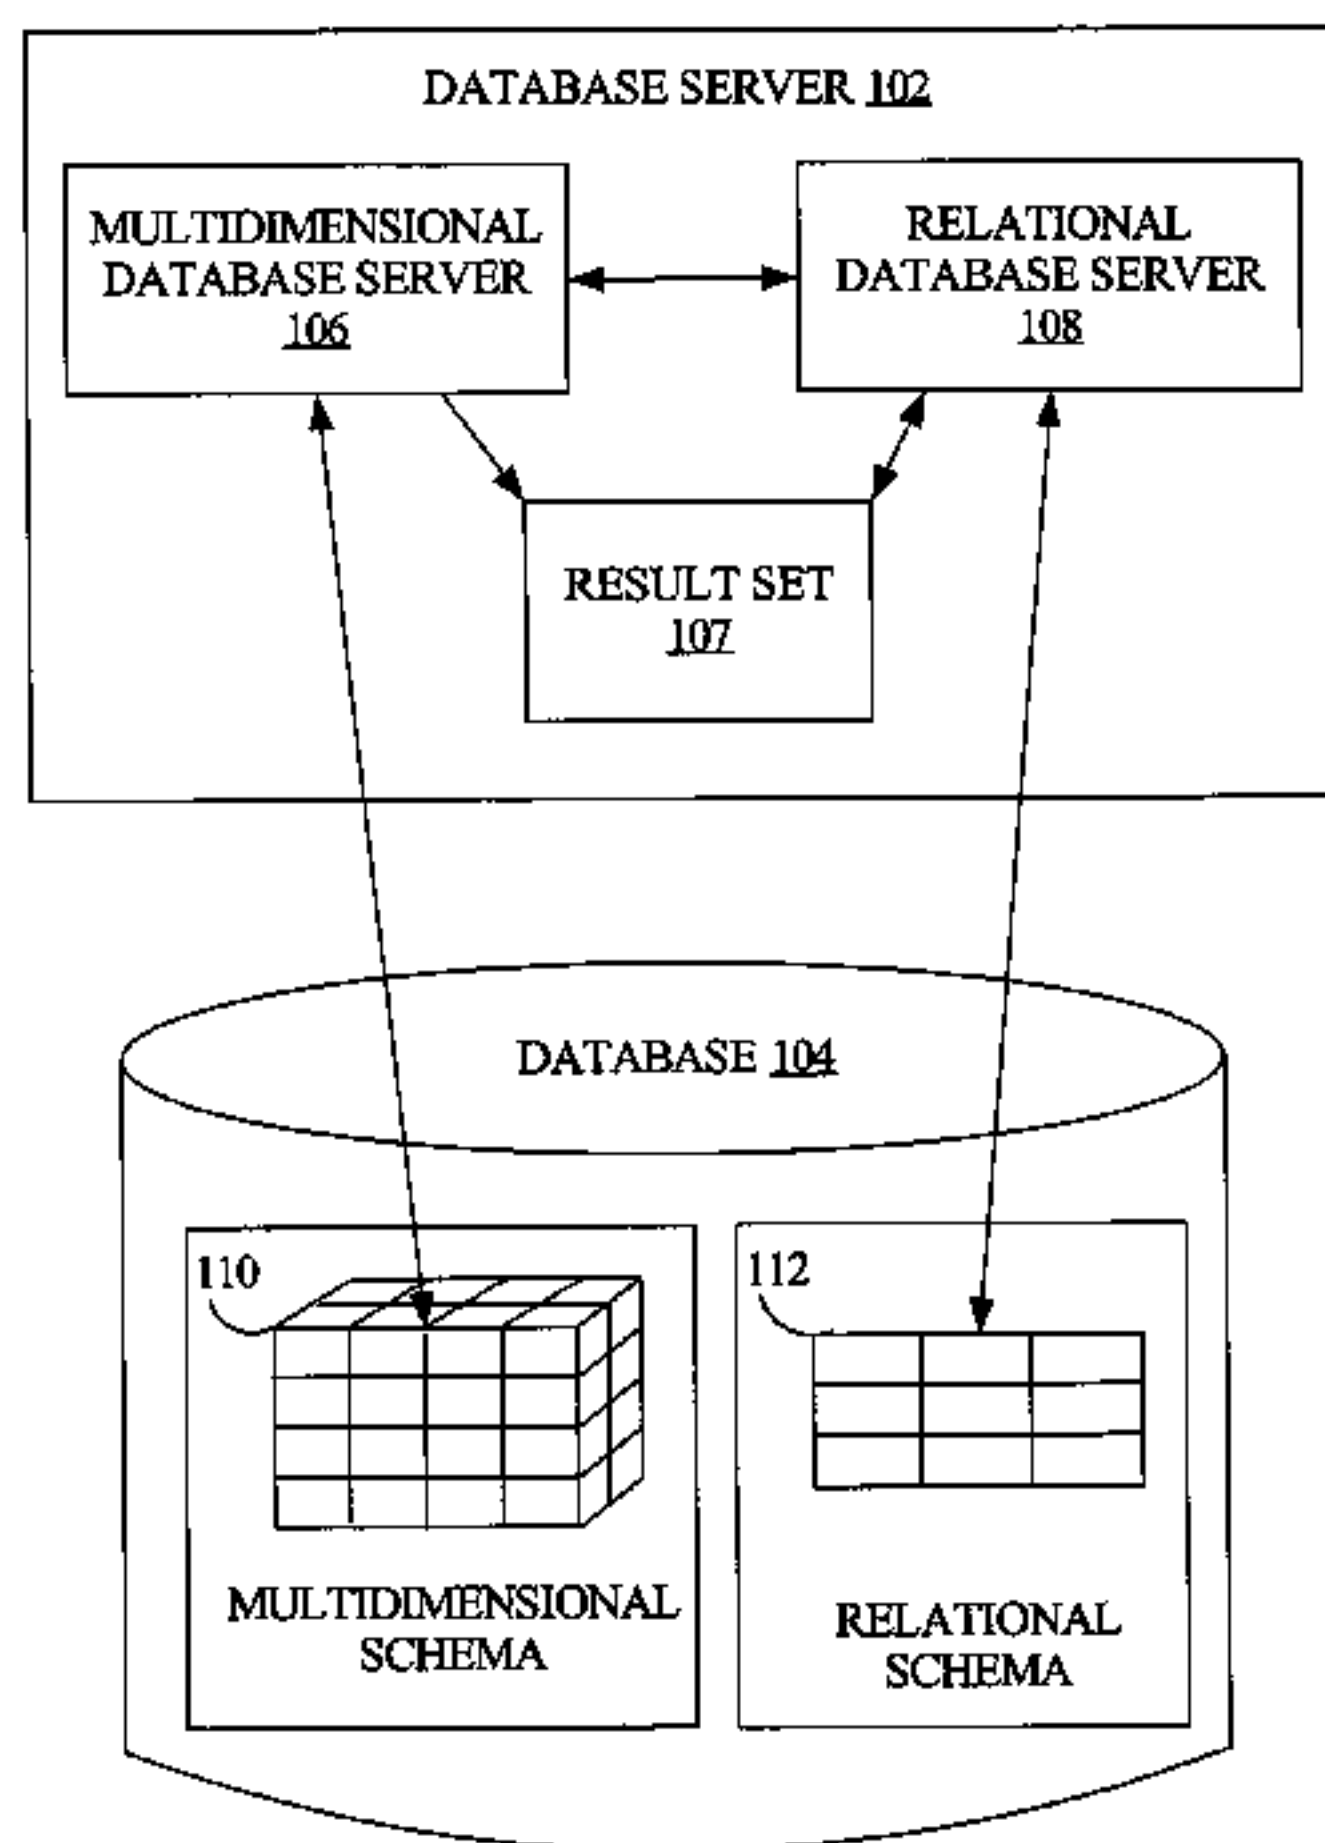 DATABASE SERVER 102
MULTIDIMENSIONAL
DATABASE SERVER
106
RELATIONAL
DATABASE SERVER
108
RESULT SET
107
DATABASE 104
110
MULTIDIMENSIONAL
SCHEMA
112
RELATIONAL
SCHEMA